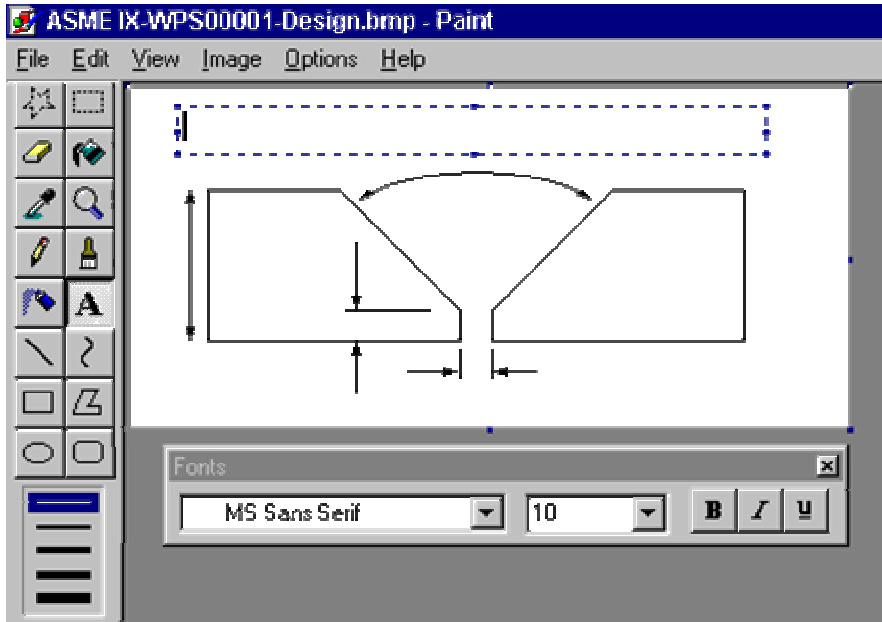 ASME IX-WPS00001-Design.bmp - Paint
File Edit View Image Options Help
A
Fonts
MS Sans Serif 10 B I U